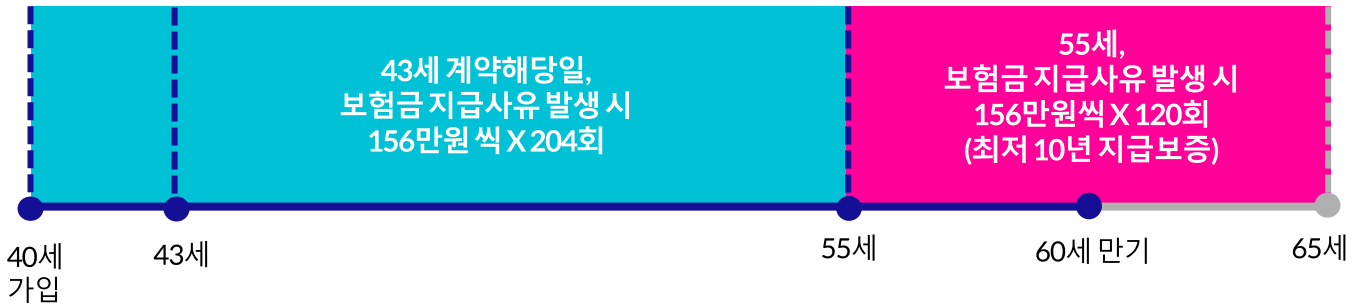 43세 계약해당일,
보험금 지급사유 발생 시
156만원 씩 X 204회
55세,
보험금 지급사유 발생 시
156만원씩 X 120회
(최저 10년 지급보증)
40세
가입
43세
55세
60세 만기
65세